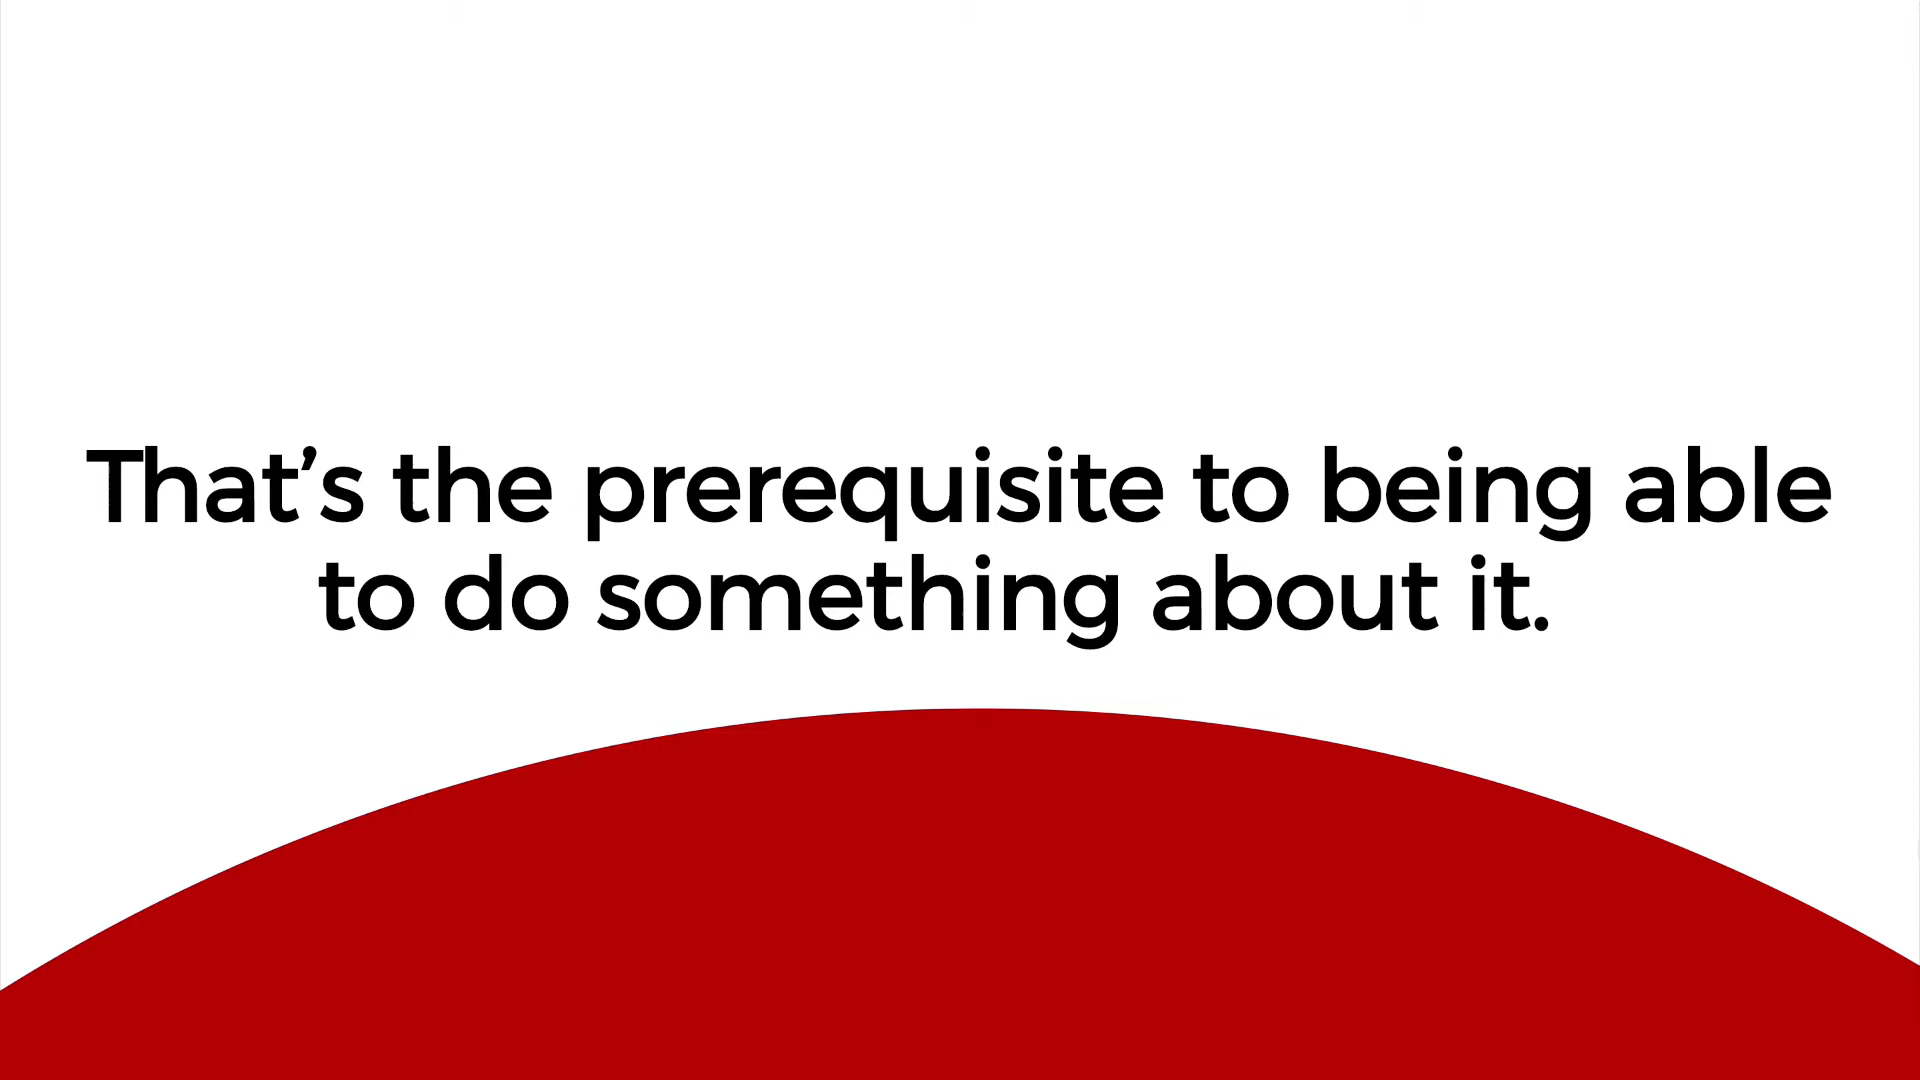 That’s the prerequisite to being able
to do something about it.